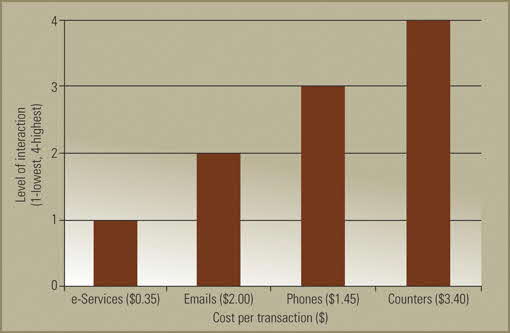 Level of interaction
(1-lowest, 4-highest)
4
3
2
1
0
e-Services ($0.35) Emails ($2.00) Phones ($1.45) Counters ($3.40)
Cost per transaction ($)